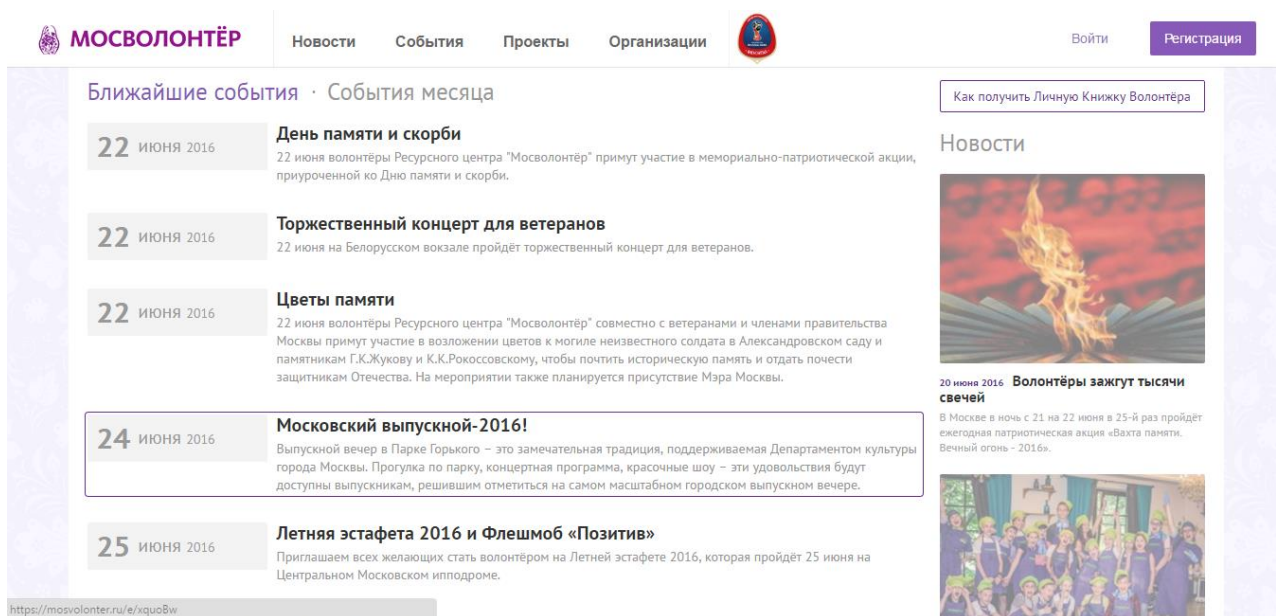 МОСВОЛОНТЁР
Новости
События
Проекты
Организации
Войти
Регистрация
Ближайшие события · События месяца
22 ИЮНЯ 2016
День памяти и скорби
22 июня волонтёры Ресурсного центра "Мосволонтёр" примут участие в мемориально-патриотической акции,
приуроченной ко Дню памяти и скорби.
22 ИЮНЯ 2016
Торжественный концерт для ветеранов
22 июня на Белорусском вокзале пройдёт торжественный концерт для ветеранов.
22 ИЮНЯ 2016
Цветы памяти
22 июня волонтёры Ресурсного центра "Мосволонтёр" совместно с ветеранами и членами правительства
Москвы примут участие в возложении цветов к могиле неизвестного солдата в Александровском саду и
памятникам Г.К.Жукову и К.К.Рокоссовскому, чтобы почтить историческую память и отдать почести
защитникам Отечества. На мероприятии также планируется присутствие Мэра Москвы.
24 ИЮНЯ 2016
Московский выпускной-2016!
Выпускной вечер в Парке Горького – это замечательная традиция, поддерживаемая Департаментом культуры
города Москвы. Прогулка по парку, концертная программа, красочные шоу – эти удовольствия будут
доступны выпускникам, решившим отметиться на самом масштабном городском выпускном вечере.
25 ИЮНЯ 2016
Летняя эстафета 2016 и Флешмоб «Позитив»
Приглашаем всех желающих стать волонтёром на Летней эстафете 2016, которая пройдёт 25 июня на
Центральном Московском ипподроме.
Как получить Личную Книжку Волонтёра
Новости
20 июня 2016 Волонтёры зажгут тысячи
свечей
В Москве в ночь с 21 на 22 июня в 25-й раз пройдёт
ежегодная патриотическая акция «Вахта памяти.
Вечный огонь - 2016».
https://mosvolonter.ru/e/xquoBw